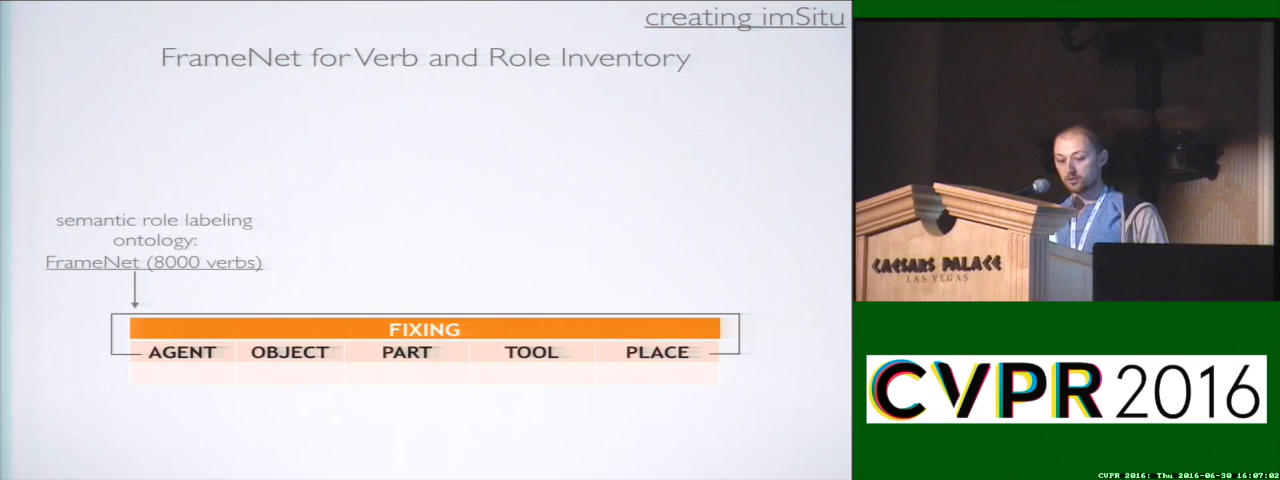 creating imSitu
FrameNet for Verb and Role Inventory
semantic role labeling
ontology:
FrameNet (8000 verbs)
FIXING
AGENT OBJECT PART TOOL PLACE
CAESARS PALACE
LAS VEGAS
CVPR 2016
CVPR 2016: Thu 2016-06-30 16:07:02